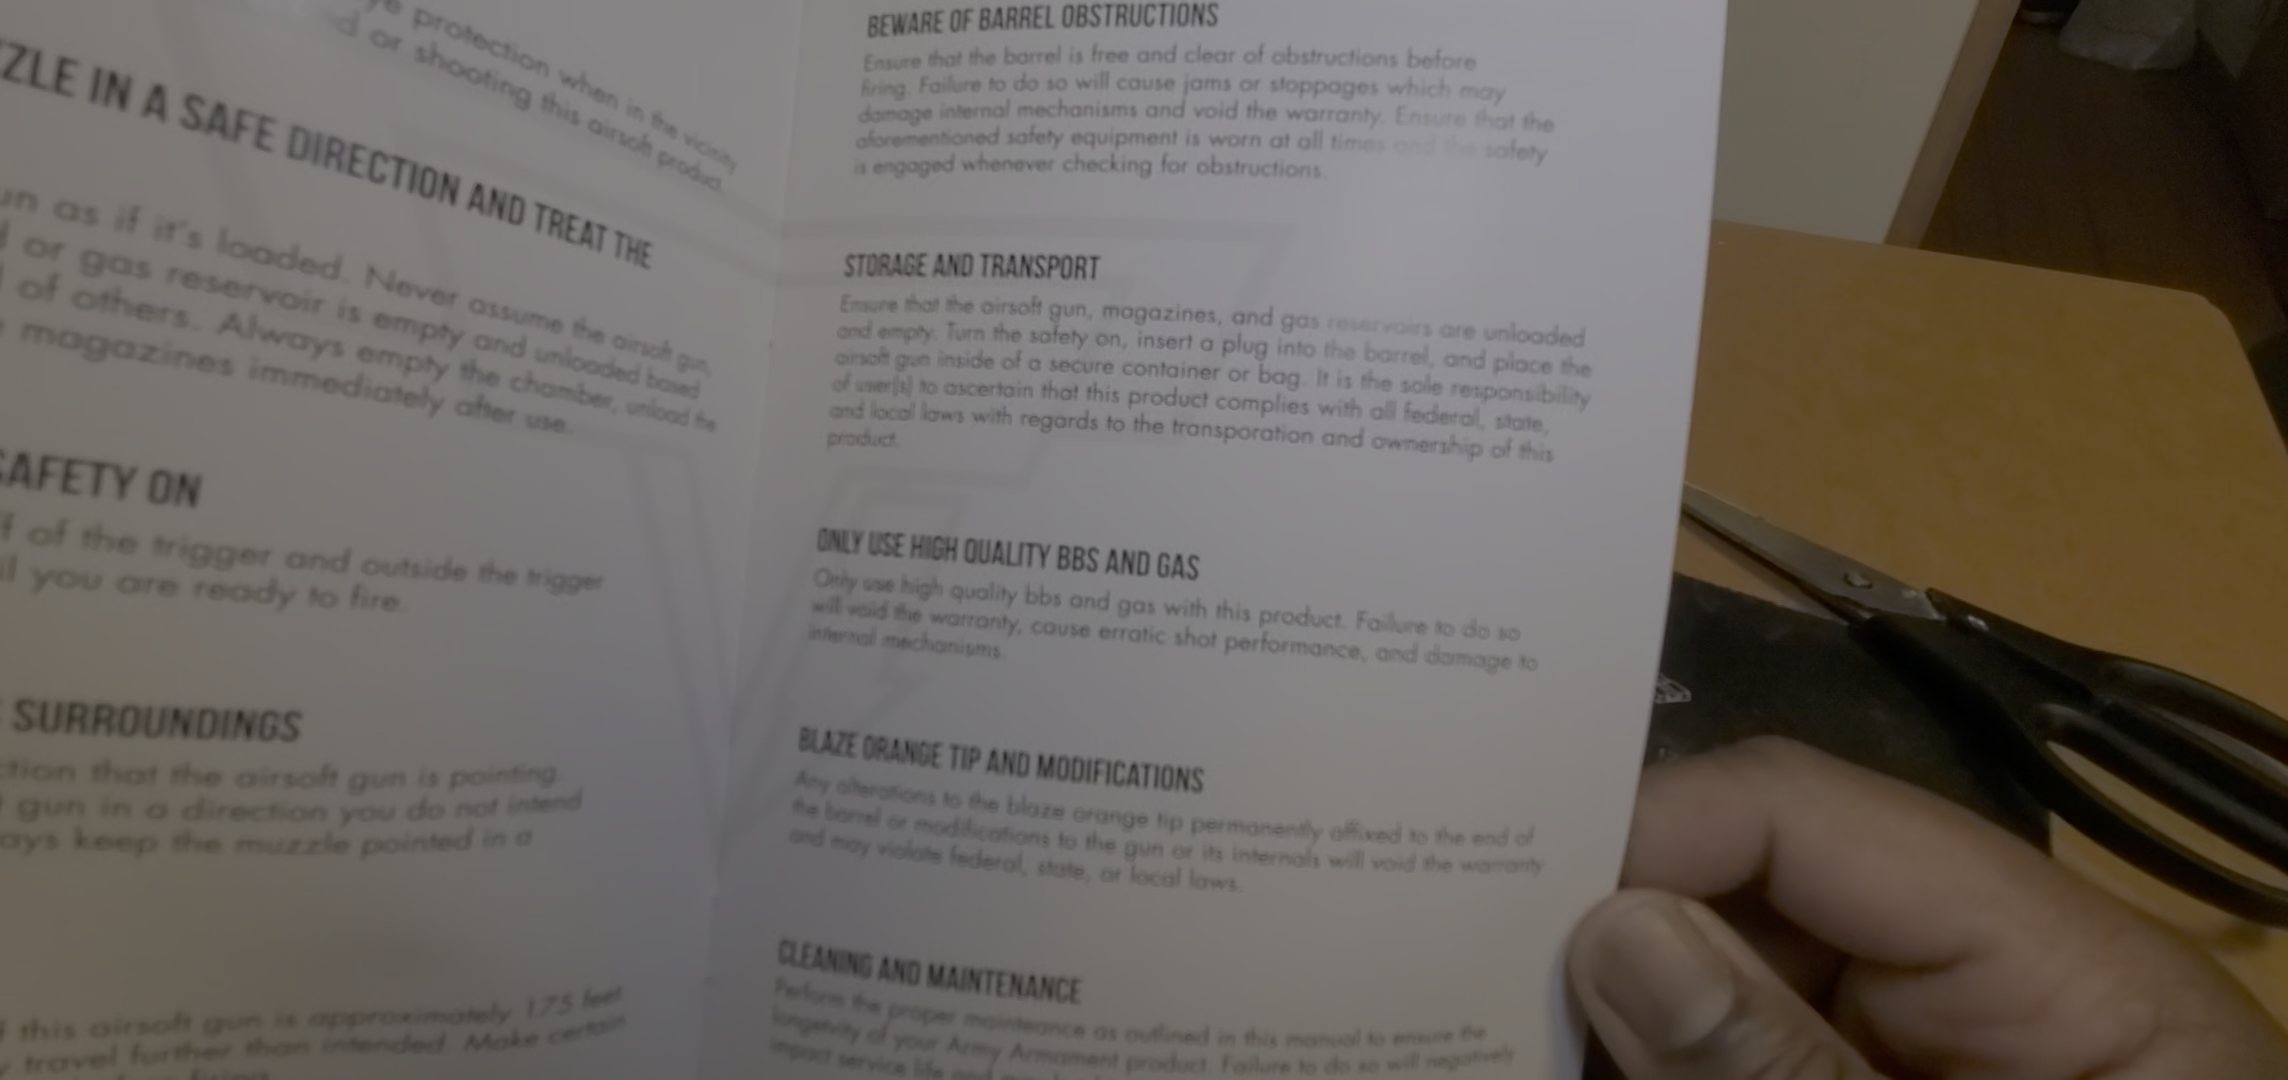 ye protection when in the vicinity
d or shooting this airsoft product.
ZZLE IN A SAFE DIRECTION AND TREAT THE
un as if it's loaded. Never assume the airsoft gun,
d or gas reservoir is empty and unloaded based
of others. Always empty the chamber, unload the
magazines immediately after use.
SAFETY ON
f of the trigger and outside the trigger
il you are ready to fire.
SURROUNDINGS
ction that the airsoft gun is pointing.
gun in a direction you do not intend
ays keep the muzzle pointed in a
this airsoft gun is approximately 175 feet
travel further than intended. Make certain
BEWARE OF BARREL OBSTRUCTIONS
Ensure that the barrel is free and clear of obstructions before
firing. Failure to do so will cause jams or stoppages which may
damage internal mechanisms and void the warranty. Ensure that the
aforementioned safety equipment is worn at all times and the safety
is engaged whenever checking for obstructions.
STORAGE AND TRANSPORT
Ensure that the airsoft gun, magazines, and gas reservoirs are unloaded
and empty. Turn the safety on, insert a plug into the barrel, and place the
airsoft gun inside of a secure container or bag. It is the sole responsibility
of user(s) to ascertain that this product complies with all federal, state,
and local laws with regards to the transporation and ownership of this
product.
ONLY USE HIGH QUALITY BBS AND GAS
Only use high quality bbs and gas with this product. Failure to do so
will void the warranty, cause erratic shot performance, and damage to
internal mechanisms.
BLAZE ORANGE TIP AND MODIFICATIONS
Any alterations to the blaze orange tip permanently affixed to the end of
the barrel or modifications to the gun or its internals will void the warranty
and may violate federal, state, or local laws.
CLEANING AND MAINTENANCE
Perform the proper mainteance as outlined in this manual to ensure the
longetvity of your Army Armament product. Failure to do so will negatively
impact service life and